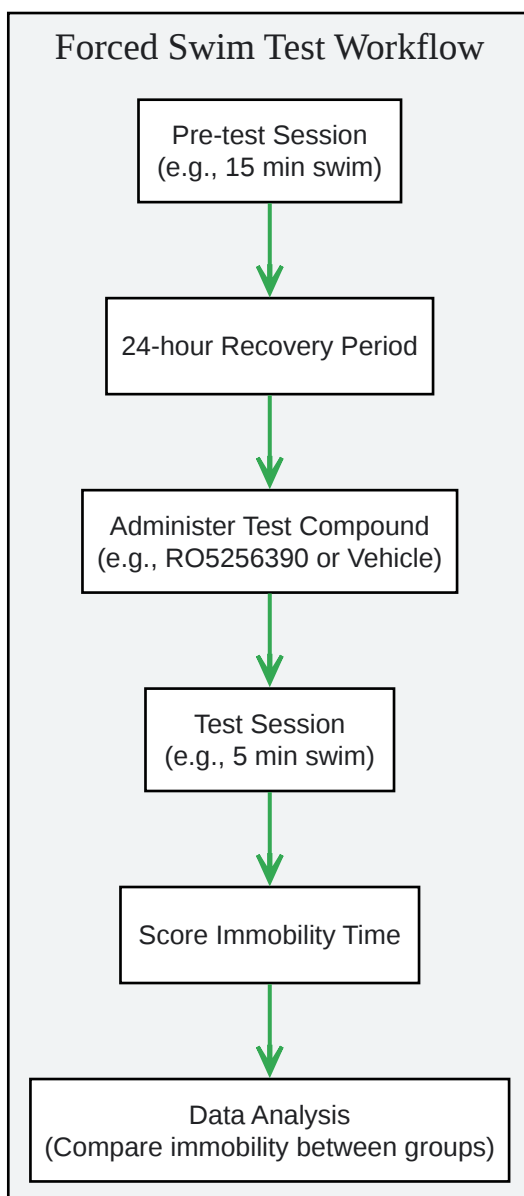 Forced Swim Test Workflow
Pre-test Session
(e.g., 15 min swim)
24-hour Recovery Period
Administer Test Compound
(e.g., RO5256390 or Vehicle)
Test Session
(e.g., 5 min swim)
Score Immobility Time
Data Analysis
(Compare immobility between groups)